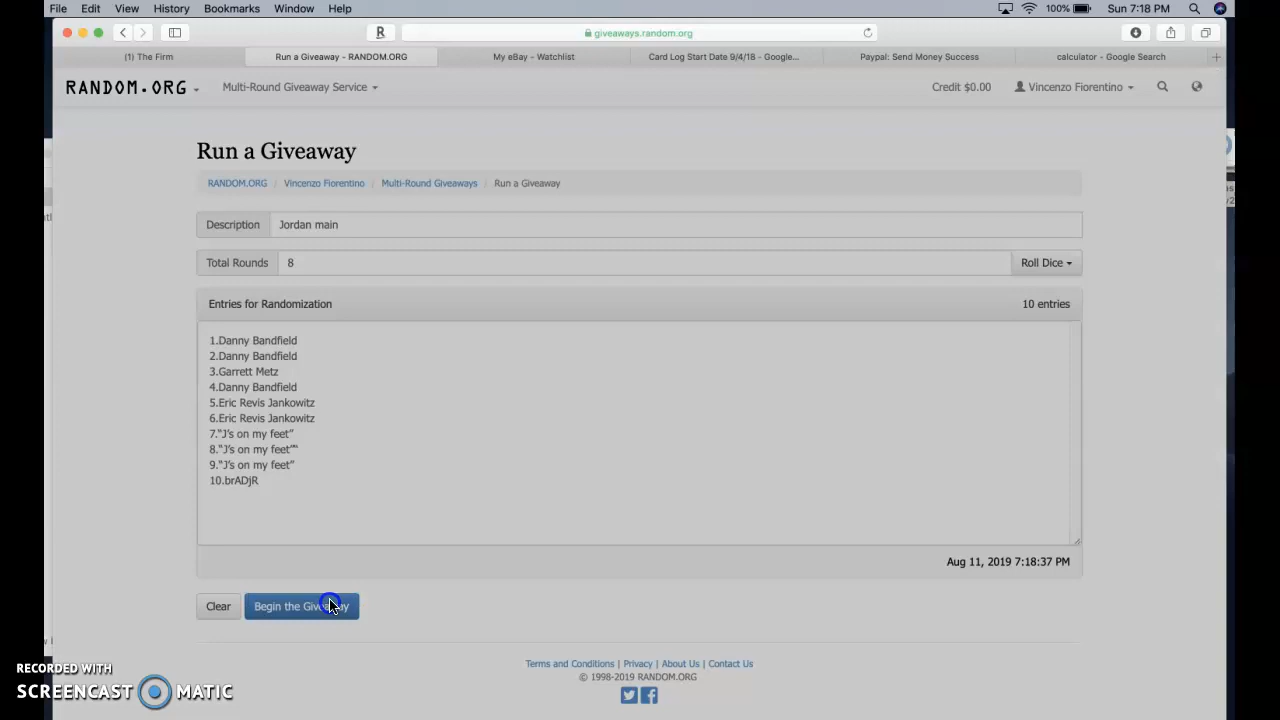 File Edit View History Bookmarks Window Help 100% Sun 7:18 PM
R giveaways.random.org
(1) The Firm Run a Giveaway - RANDOM.ORG My eBay - Watchlist Card Log Start Date 9/4/18 - Google... Paypal: Send Money Success calculator - Google Search
RANDOM.ORG Multi-Round Giveaway Service Credit $0.00 Vincenzo Fiorentino
Run a Giveaway
RANDOM.ORG / Vincenzo Fiorentino / Multi-Round Giveaways / Run a Giveaway
Description Jordan main
Total Rounds 8 Roll Dice
Entries for Randomization 10 entries
1.Danny Bandfield
2.Danny Bandfield
3.Garrett Metz
4.Danny Bandfield
5.Eric Revis Jankowitz
6.Eric Revis Jankowitz
7.“J’s on my feet”
8.“J’s on my feet”“
9.“J’s on my feet”
10.brADjR
Aug 11, 2019 7:18:37 PM
Clear Begin the Giveaway
Terms and Conditions | Privacy | About Us | Contact Us
© 1998-2019 RANDOM.ORG
RECORDED WITH
SCREENCAST MATIC